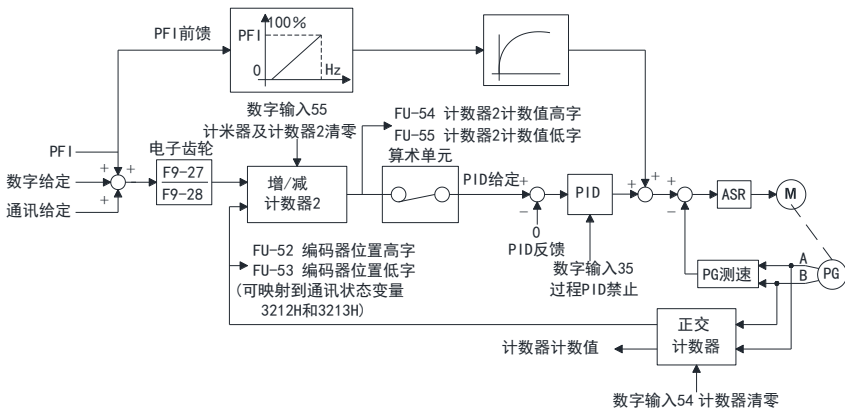 PFI前馈
100%
PFI
0
Hz
数字输入55
计米器及计数器2清零
FU-54 计数器2计数值高字
FU-55 计数器2计数值低字
PFI
电子齿轮
算术单元
数字给定
+
+
-
F9-27
F9-28
增/减
计数器2
PID给定
+
-
PID
+
+
+
-
ASR
M
通讯给定
+
0
PID反馈
FU-52 编码器位置高字
FU-53 编码器位置低字
(可映射到通讯状态变量
3212H和3213H)
数字输入35
过程PID禁止
PG测速
A
B
PG
正交
计数器
计数器计数值
数字输入54 计数器清零